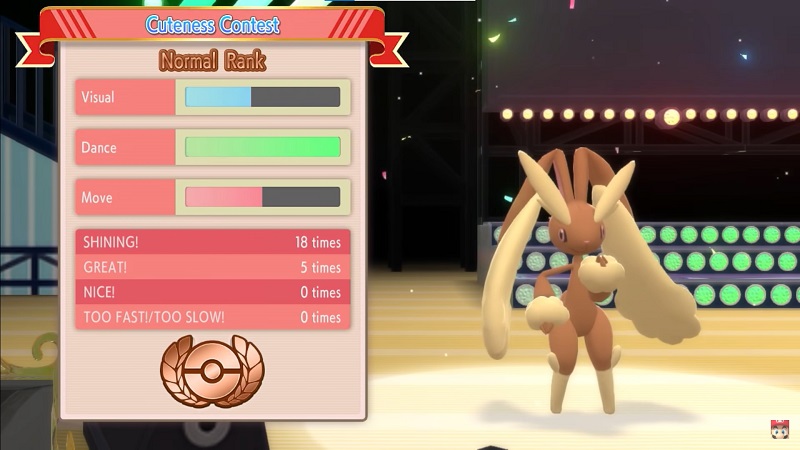 Cuteness Contest
Normal Rank
Visual
Dance
Move
SHINING! 18 times
GREAT! 5 times
NICE! 0 times
TOO FAST!/TOO SLOW! 0 times